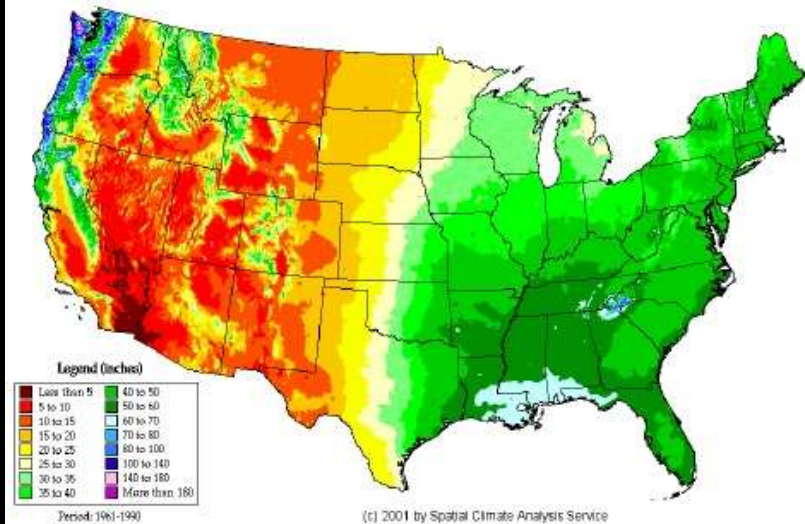 Legend (inches)
Less than 5
5 to 10
10 to 15
15 to 20
20 to 25
25 to 30
30 to 35
35 to 40
40 to 50
50 to 60
60 to 70
70 to 80
80 to 100
100 to 140
140 to 180
More than 180
Period: 1961-1990
(c) 2001 by Spatial Climate Analysis Service